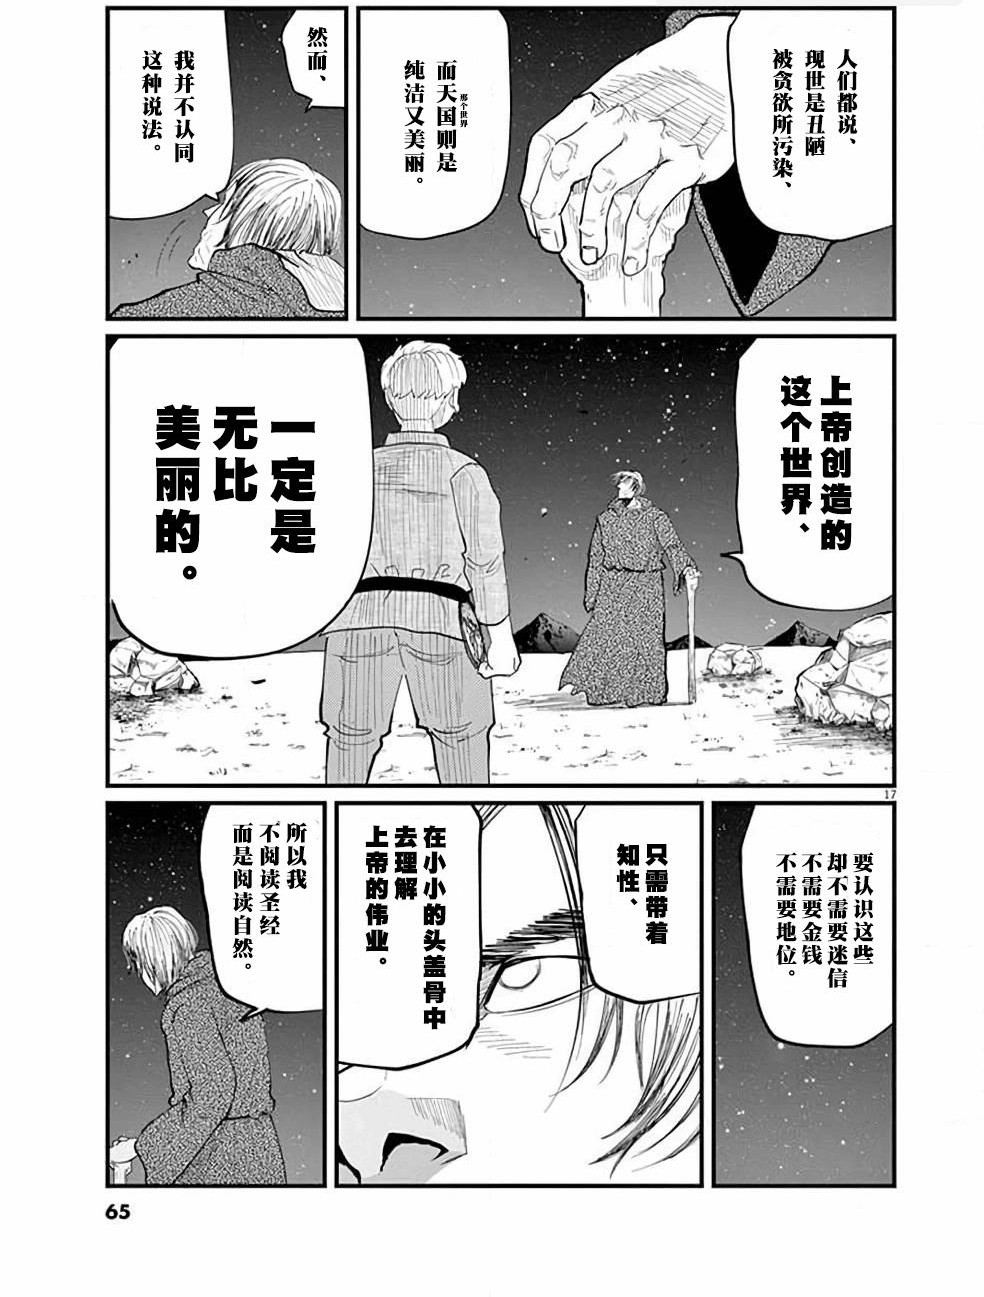 人们都说、
现世是丑陋
被贪欲所污染、
而天国则是
那个世界
纯洁又美丽。
然而、
我并不认同
这种说法。
上帝创造的
这个世界、
一定是
无比
美丽的。
17
要认识这些
却不需要迷信
不需要金钱
不需要地位。
只需带着
知性、
在小小的头盖骨中
去理解
上帝的伟业。
所以我
不阅读圣经
而是阅读自然。
65